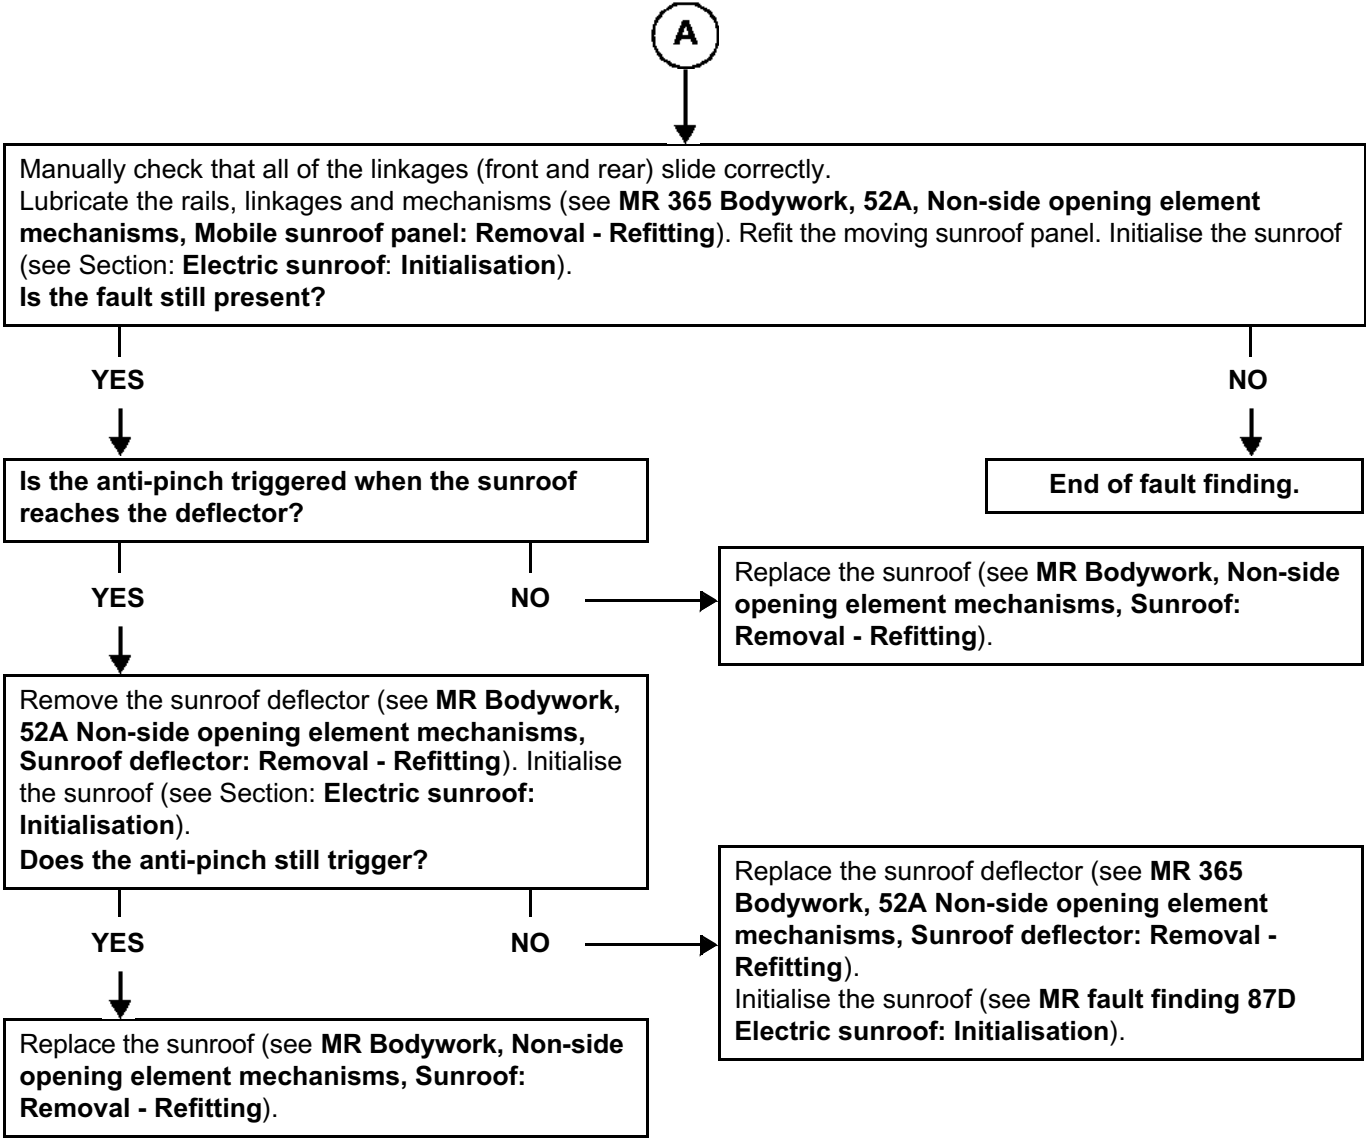 A
Manually check that all of the linkages (front and rear) slide correctly.
Lubricate the rails, linkages and mechanisms (see MR 365 Bodywork, 52A, Non-side opening element
mechanisms, Mobile sunroof panel: Removal - Refitting). Refit the moving sunroof panel. Initialise the sunroof
(see Section: Electric sunroof: Initialisation).
Is the fault still present?
YES
NO
Is the anti-pinch triggered when the sunroof
reaches the deflector?
End of fault finding.
YES
NO
Replace the sunroof (see MR Bodywork, Non-side
opening element mechanisms, Sunroof:
Removal - Refitting).
Remove the sunroof deflector (see MR Bodywork,
52A Non-side opening element mechanisms,
Sunroof deflector: Removal - Refitting). Initialise
the sunroof (see Section: Electric sunroof:
Initialisation).
Does the anti-pinch still trigger?
YES
NO
Replace the sunroof deflector (see MR 365
Bodywork, 52A Non-side opening element
mechanisms, Sunroof deflector: Removal -
Refitting).
Initialise the sunroof (see MR fault finding 87D
Electric sunroof: Initialisation).
Replace the sunroof (see MR Bodywork, Non-side
opening element mechanisms, Sunroof:
Removal - Refitting).